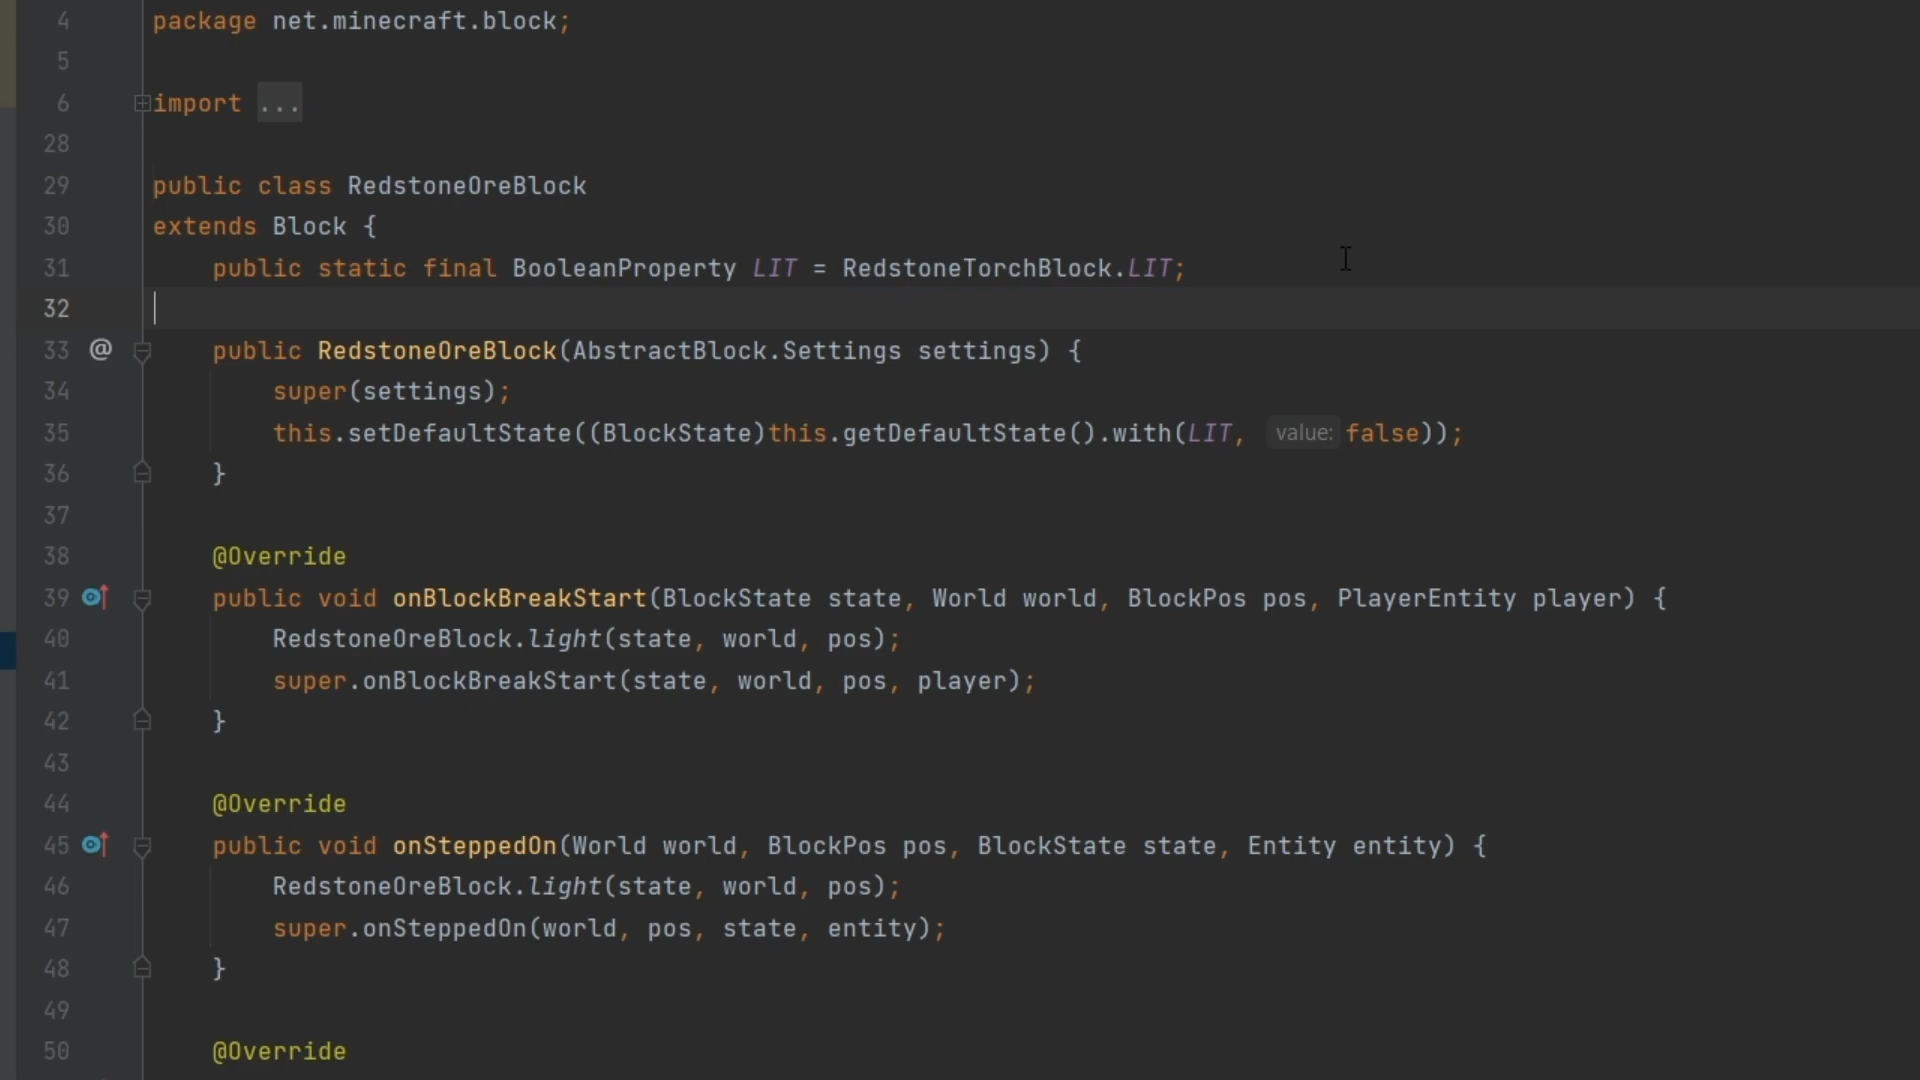 4 package net.minecraft.block;
5
6 import ...
28
29 public class RedstoneOreBlock
30 extends Block {
31 public static final BooleanProperty LIT = RedstoneTorchBlock.LIT;
32
33 @ public RedstoneOreBlock(AbstractBlock.Settings settings) {
34 super(settings);
35 this.setDefaultState((BlockState)this.getDefaultState().with(LIT, value: false));
36 }
37
38 @Override
39 public void onBlockBreakStart(BlockState state, World world, BlockPos pos, PlayerEntity player) {
40 RedstoneOreBlock.light(state, world, pos);
41 super.onBlockBreakStart(state, world, pos, player);
42 }
43
44 @Override
45 public void onSteppedOn(World world, BlockPos pos, BlockState state, Entity entity) {
46 RedstoneOreBlock.light(state, world, pos);
47 super.onSteppedOn(world, pos, state, entity);
48 }
49
50 @Override